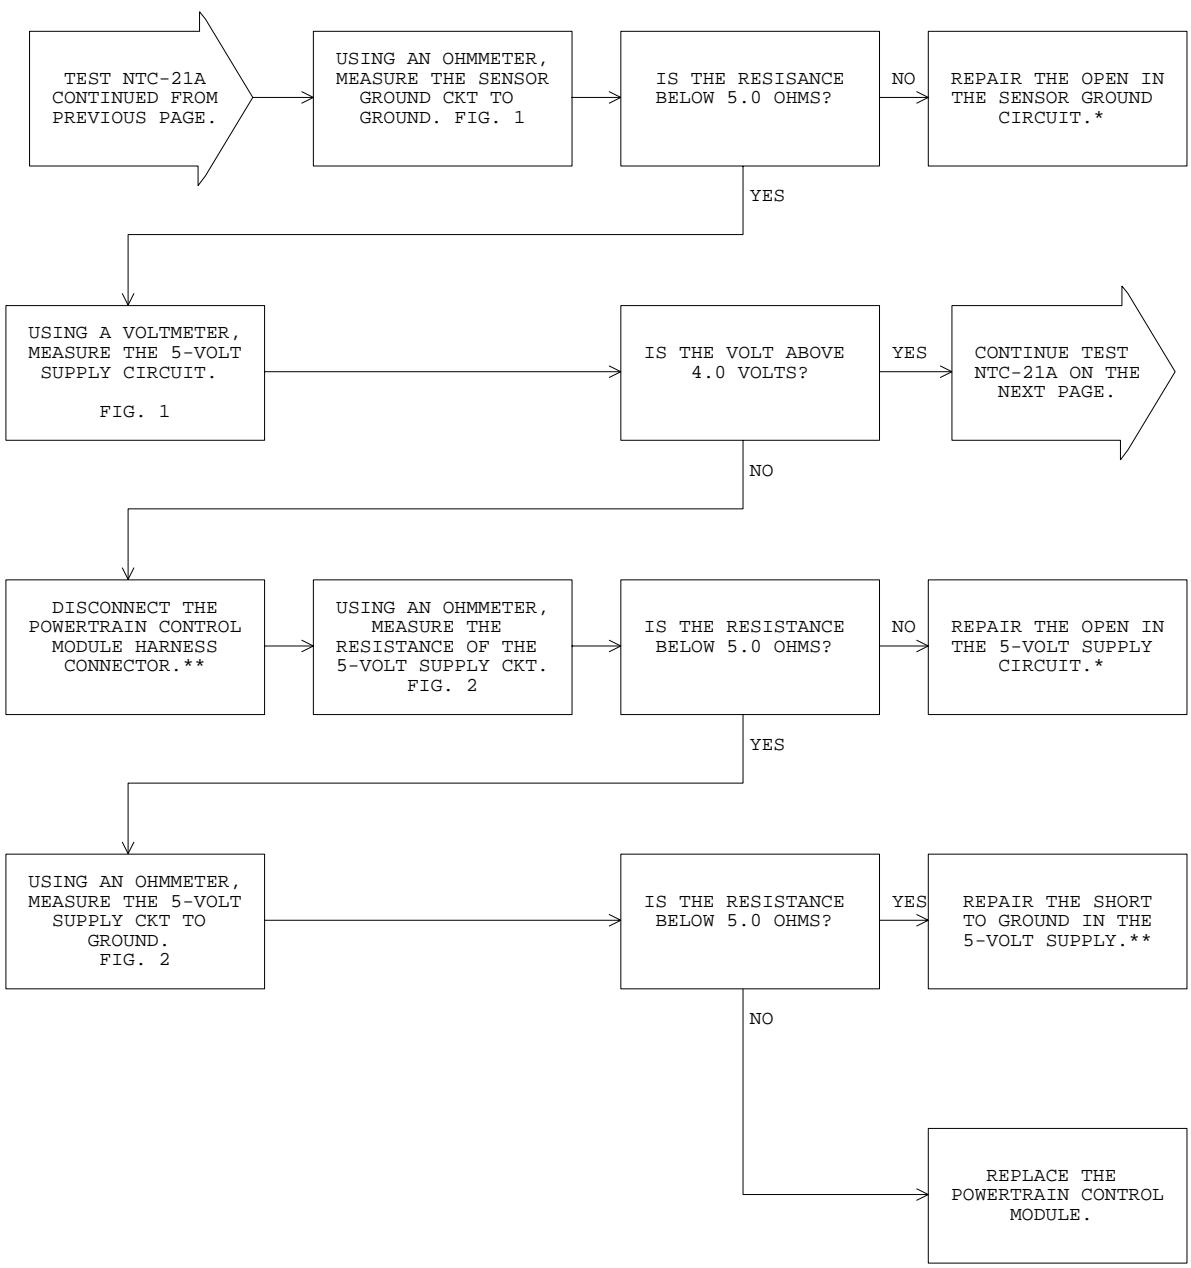 TEST NTC-21A
CONTINUED FROM
PREVIOUS PAGE.
USING AN OHMMETER,
MEASURE THE SENSOR
GROUND CKT TO
GROUND. FIG. 1
IS THE RESISANCE
BELOW 5.0 OHMS?
NO
REPAIR THE OPEN IN
THE SENSOR GROUND
CIRCUIT.*
YES
USING A VOLTMETER,
MEASURE THE 5-VOLT
SUPPLY CIRCUIT.
FIG. 1
IS THE VOLT ABOVE
4.0 VOLTS?
YES
CONTINUE TEST
NTC-21A ON THE
NEXT PAGE.
NO
DISCONNECT THE
POWERTRAIN CONTROL
MODULE HARNESS
CONNECTOR.**
USING AN OHMMETER,
MEASURE THE
RESISTANCE OF THE
5-VOLT SUPPLY CKT.
FIG. 2
IS THE RESISTANCE
BELOW 5.0 OHMS?
NO
REPAIR THE OPEN IN
THE 5-VOLT SUPPLY
CIRCUIT.*
YES
USING AN OHMMETER,
MEASURE THE 5-VOLT
SUPPLY CKT TO
GROUND.
FIG. 2
IS THE RESISTANCE
BELOW 5.0 OHMS?
YES
REPAIR THE SHORT
TO GROUND IN THE
5-VOLT SUPPLY.**
NO
REPLACE THE
POWERTRAIN CONTROL
MODULE.